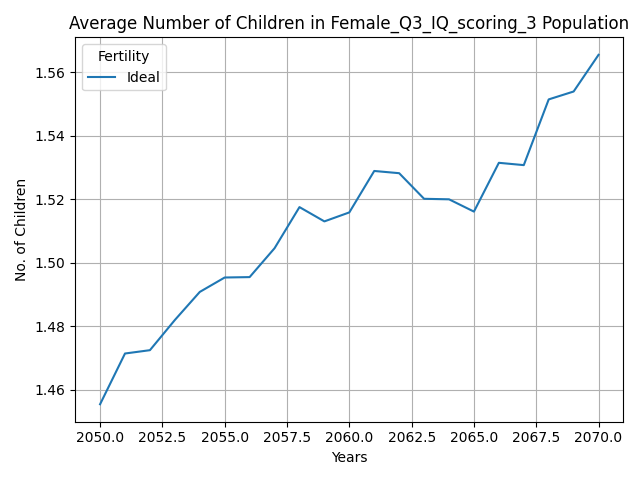 Average Number of Children in Female_Q3_IQ_scoring_3 Population
Fertility
Ideal
No. of Children
1.56
1.54
1.52
1.50
1.48
1.46
2050.0 2052.5 2055.0 2057.5 2060.0 2062.5 2065.0 2067.5 2070.0
Years